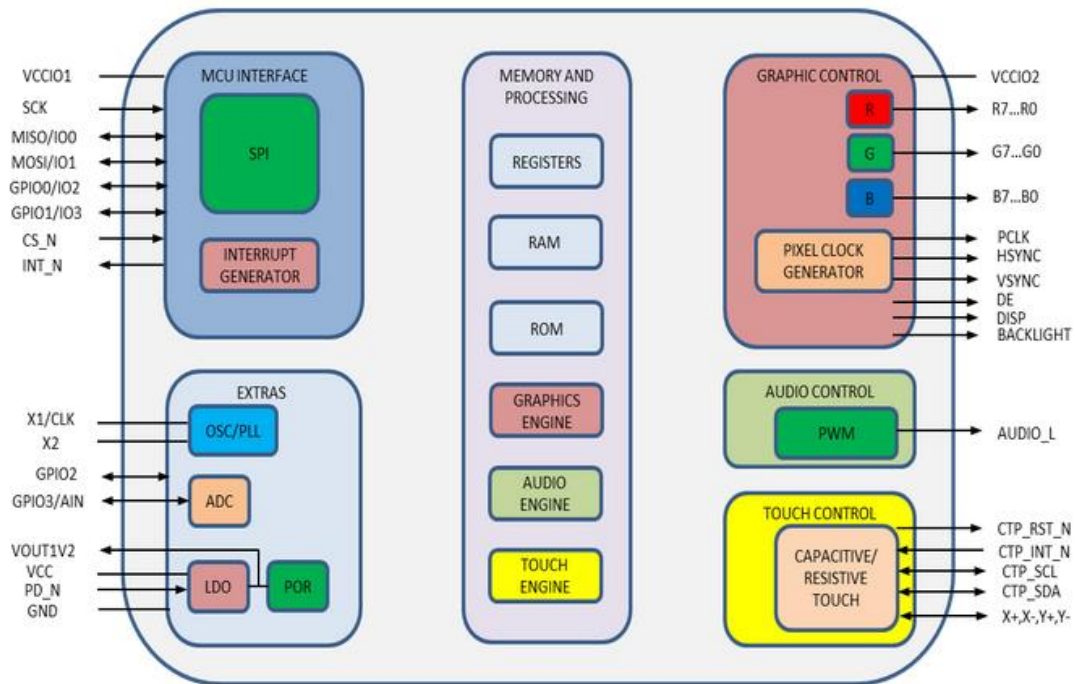 VCCIO1
SCK
MISO/IO0
MOSI/IO1
GPIO0/IO2
GPIO1/IO3
CS_N
INT_N
MCU INTERFACE
SPI
INTERRUPT
GENERATOR
X1/CLK
X2
GPIO2
GPIO3/AIN
VOUT1V2
VCC
PD_N
GND
EXTRAS
OSC/PLL
ADC
LDO
POR
MEMORY AND
PROCESSING
REGISTERS
RAM
ROM
GRAPHICS
ENGINE
AUDIO
ENGINE
TOUCH
ENGINE
GRAPHIC CONTROL
R
G
B
PIXEL CLOCK
GENERATOR
VCCIO2
R7...R0
G7...G0
B7...B0
PCLK
HSYNC
VSYNC
DE
DISP
BACKLIGHT
AUDIO CONTROL
PWM
AUDIO_L
TOUCH CONTROL
CAPACITIVE/
RESISTIVE
TOUCH
CTP_RST_N
CTP_INT_N
CTP_SCL
CTP_SDA
X+,X-,Y+,Y-